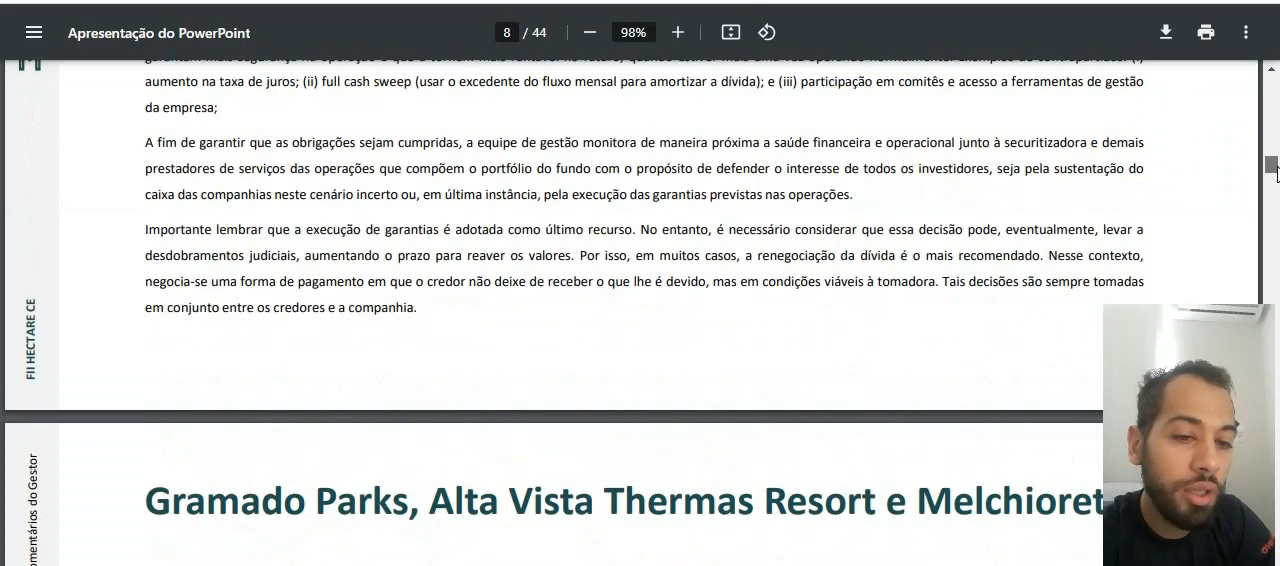 Apresentação do PowerPoint
8 / 44
98%
aumento na taxa de juros; (ii) full cash sweep (usar o excedente do fluxo mensal para amortizar a dívida); e (iii) participação em comitês e acesso a ferramentas de gestão
da empresa;
A fim de garantir que as obrigações sejam cumpridas, a equipe de gestão monitora de maneira próxima a saúde financeira e operacional junto à securitizadora e demais
prestadores de serviços das operações que compõem o portfólio do fundo com o propósito de defender o interesse de todos os investidores, seja pela sustentação do
caixa das companhias neste cenário incerto ou, em última instância, pela execução das garantias previstas nas operações.
Importante lembrar que a execução de garantias é adotada como último recurso. No entanto, é necessário considerar que essa decisão pode, eventualmente, levar a
desdobramentos judiciais, aumentando o prazo para reaver os valores. Por isso, em muitos casos, a renegociação da dívida é o mais recomendado. Nesse contexto,
negocia-se uma forma de pagamento em que o credor não deixe de receber o que lhe é devido, mas em condições viáveis à tomadora. Tais decisões são sempre tomadas
em conjunto entre os credores e a companhia.
FII HECTARE CE
Gramado Parks, Alta Vista Thermas Resort e Melchioret
omentários do Gestor